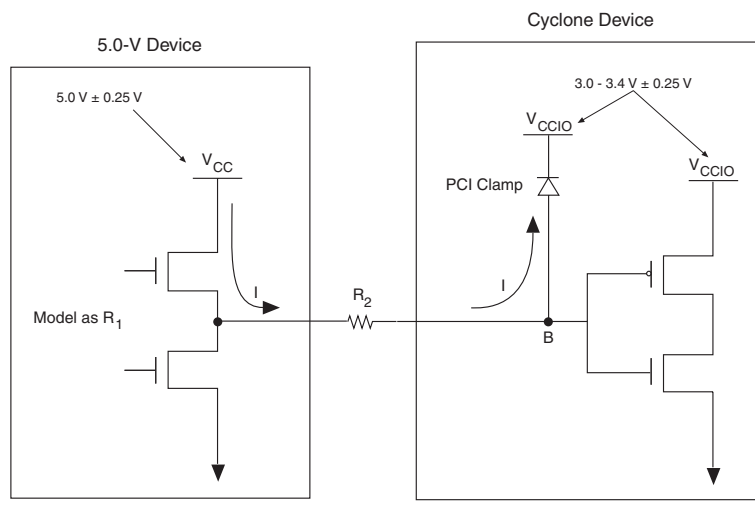 Cyclone Device
5.0-V Device
5.0 V ± 0.25 V
3.0 - 3.4 V ± 0.25 V
VCCIO
VCC
VCCIO
PCI Clamp
I
I
R2
Model as R1
B